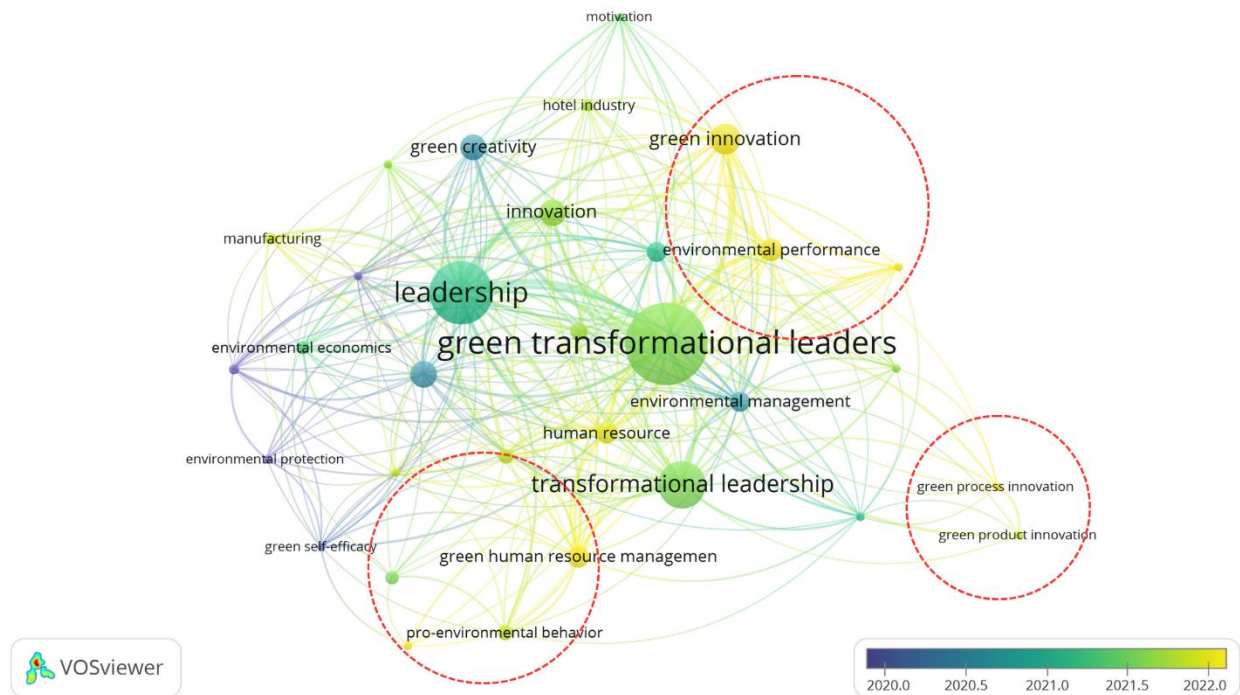 motivation
hotel industry
green innovation
green creativity
innovation
manufacturing
environmental performance
leadership
green transformational leaders
environmental economics
environmental management
human resource
environmental protection
transformational leadership
green process innovation
green product innovation
green self-efficacy
green human resource managemen
pro-environmental behavior
VOSviewer
2020.0 2020.5 2021.0 2021.5 2022.0